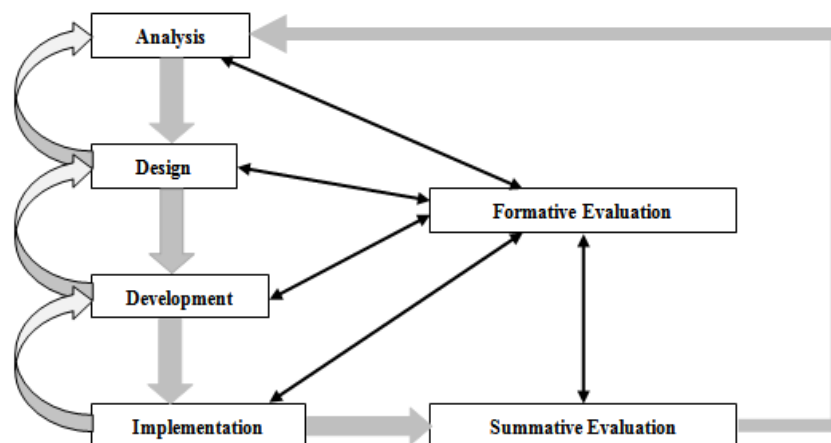 Analysis
Design
Formative Evaluation
Development
Implementation
Summative Evaluation